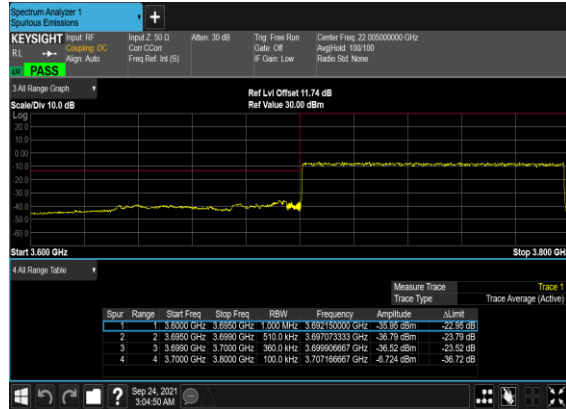 Spectrum Analyzer 1
Spurious Emissions
+
KEYSIGHT Input: RF Input Z: 50 Ω Atten: 30 dB Trig: Free Run Center Freq: 22.005000000 GHz
RL Coupling: DC Corr CCorr Gate: Off Avg|Hold: 100/100
Align: Auto Freq Ref: Int (S) IF Gain: Low Radio Std: None
PASS
3 All Range Graph
Ref Lvl Offset 11.74 dB
Scale/Div 10.0 dB Ref Value 30.00 dBm
Log
20.0
10.0
0.00
-10.0
-20.0
-30.0
-40.0
-50.0
-60.0
Start 3.600 GHz Stop 3.800 GH
4 All Range Table
Measure Trace Trace 1
Trace Type Trace Average (Active)
Spur Range Start Freq Stop Freq RBW Frequency Amplitude ΔLimit
1 1 3.6000 GHz 3.6950 GHz 1.000 MHz 3.692150000 GHz -35.95 dBm -22.95 dB
2 2 3.6950 GHz 3.6990 GHz 510.0 kHz 3.697073333 GHz -36.79 dBm -23.79 dB
3 3 3.6990 GHz 3.7000 GHz 360.0 kHz 3.699906667 GHz -36.52 dBm -23.52 dB
4 4 3.7000 GHz 3.8000 GHz 100.0 kHz 3.707166667 GHz -6.724 dBm -36.72 dB
? Sep 24, 2021
3:04:50 AM